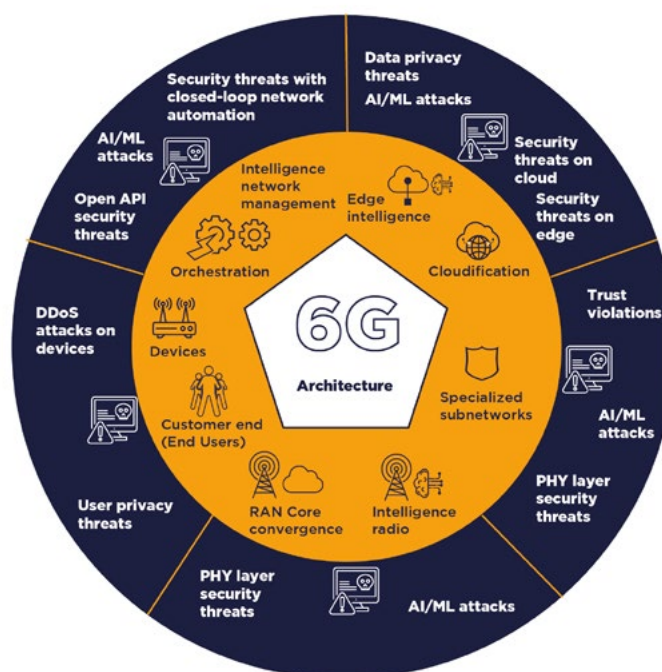 Security threats with
closed-loop network
automation
AI/ML
attacks
Open API
security
threats
Data privacy
threats
AI/ML attacks
Security
threats on
cloud
Security
threats on
edge
Trust
violations
AI/ML
attacks
PHY layer
security
threats
PHY layer
security
threats
AI/ML attacks
DDoS
attacks on
devices
User privacy
threats
Intelligence
network
management
Edge
intelligence
Orchestration
Cloudification
Devices
Customer end
(End Users)
Specialized
subnetworks
RAN Core
convergence
Intelligence
radio
6G
Architecture